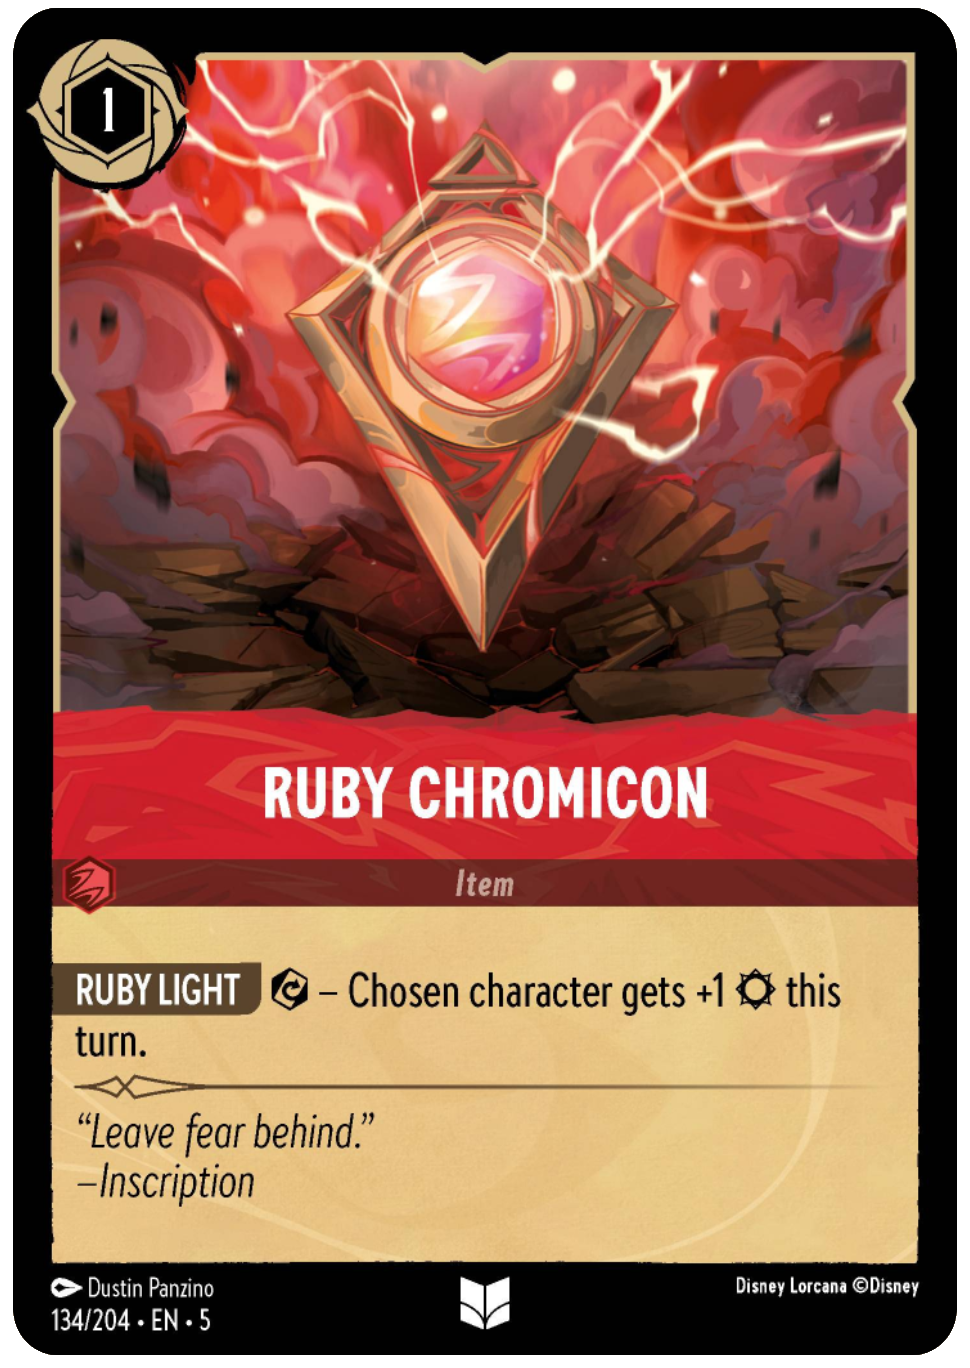 1
RUBY CHROMICON
Item
RUBY LIGHT – Chosen character gets +1 this
turn.
“Leave fear behind.”
–Inscription
Dustin Panzino
134/204 • EN • 5
Disney Lorcana ©Disney